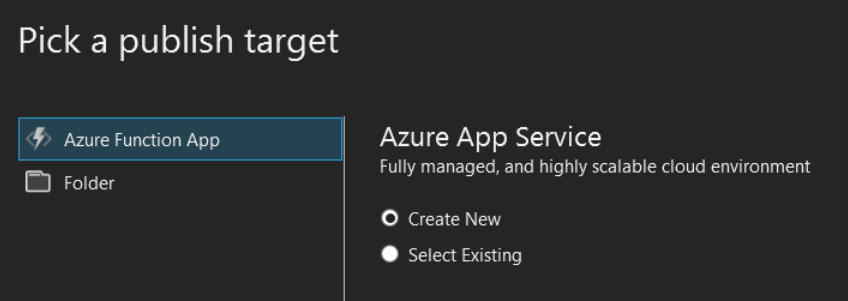 Pick a publish target
Azure Function App
Folder
Azure App Service
Fully managed, and highly scalable cloud environment
Create New
Select Existing